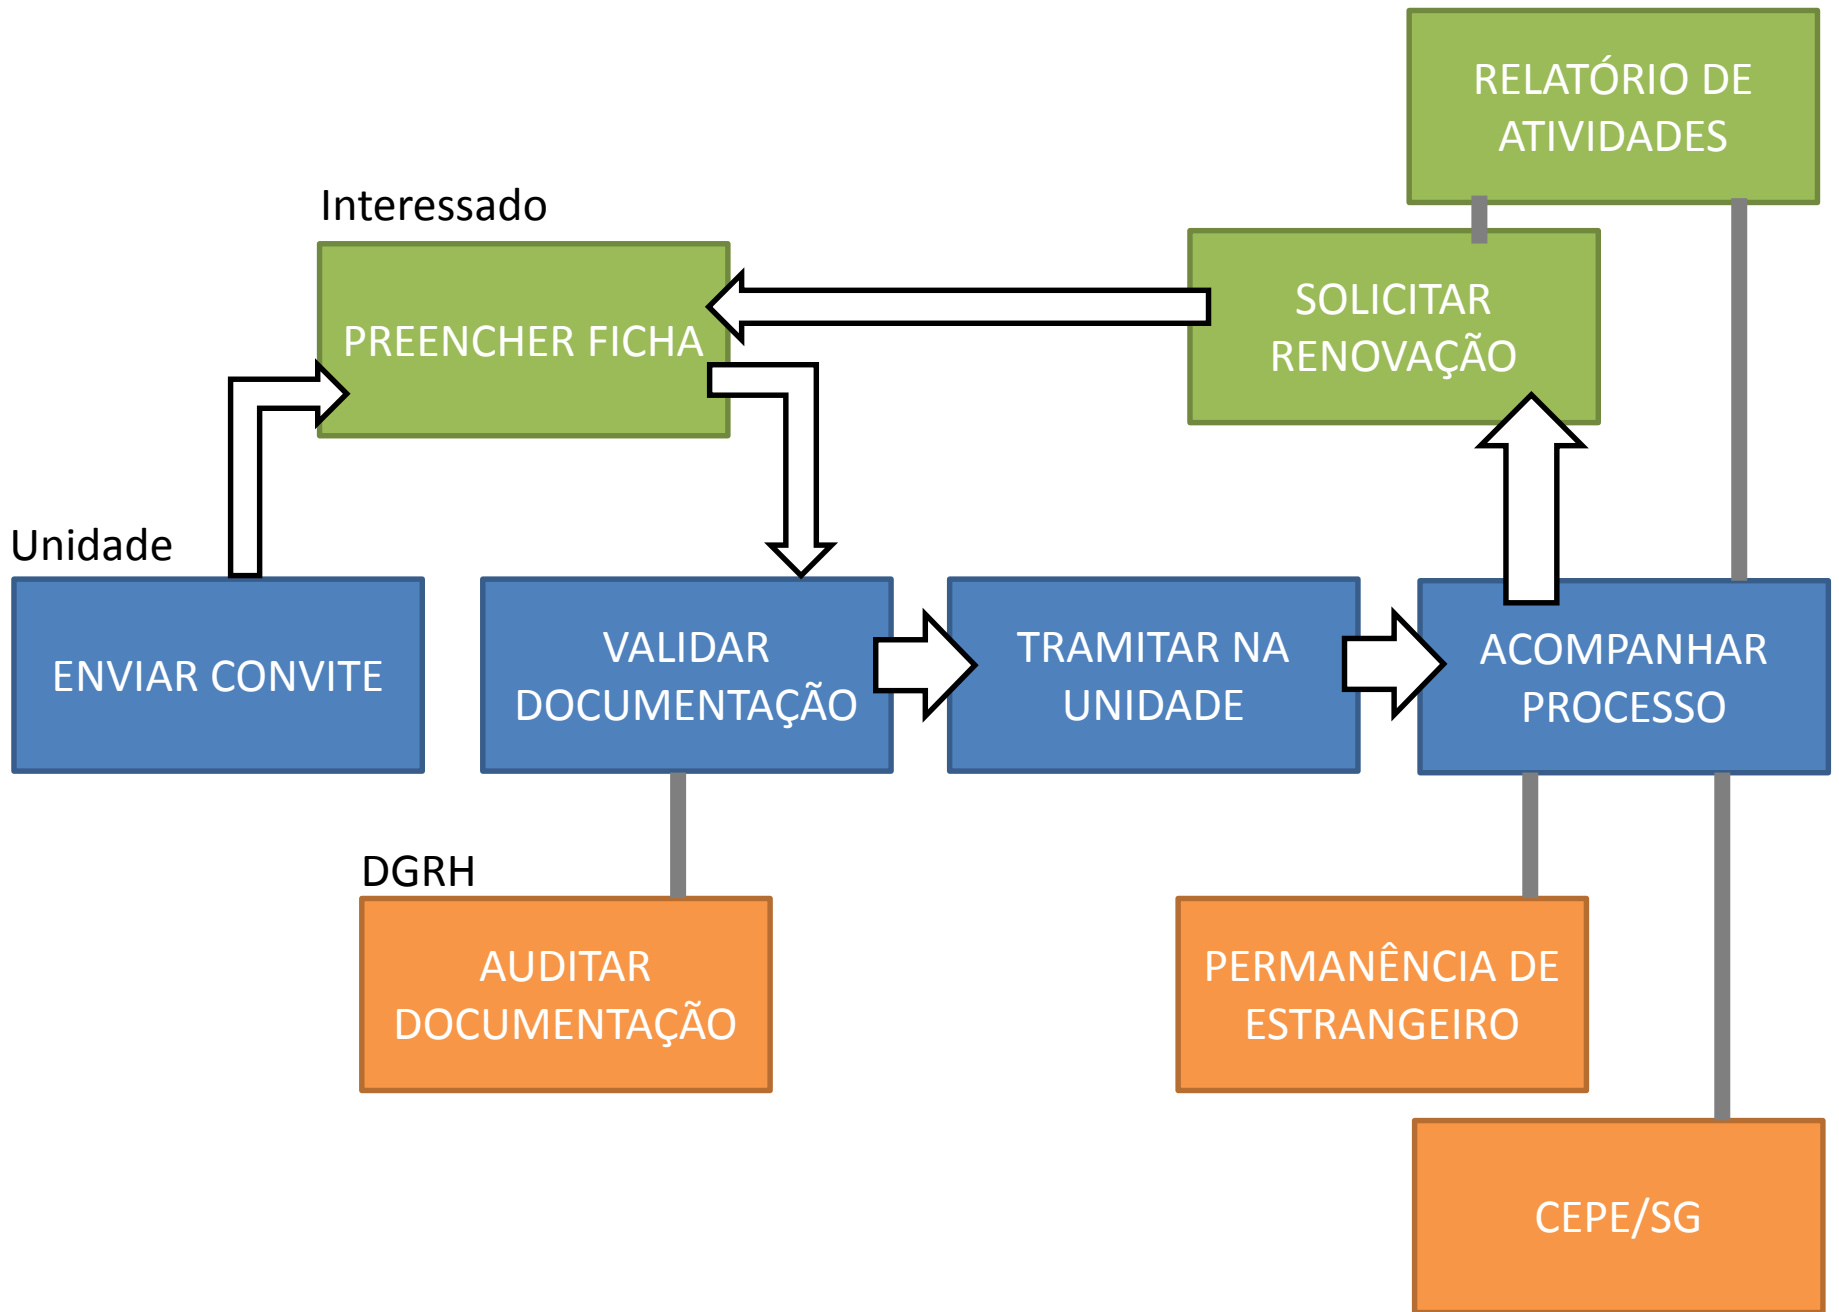 RELATÓRIO DE
ATIVIDADES
Interessado
PREENCHER FICHA
SOLICITAR
RENOVAÇÃO
Unidade
ENVIAR CONVITE
VALIDAR
DOCUMENTAÇÃO
TRAMITAR NA
UNIDADE
ACOMPANHAR
PROCESSO
DGRH
AUDITAR
DOCUMENTAÇÃO
PERMANÊNCIA DE
ESTRANGEIRO
CEPE/SG